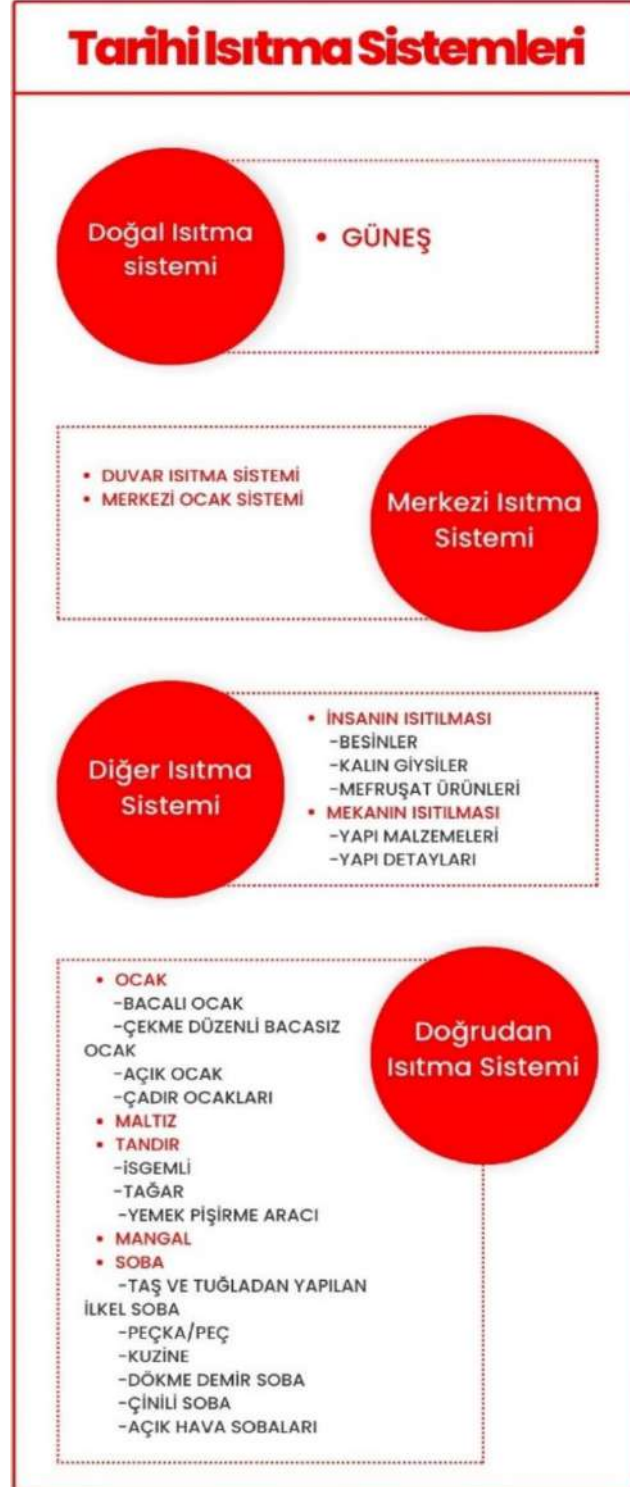 Tarihi Isıtma Sistemleri
Doğal Isıtma
sistemi
• GÜNEŞ
• DUVAR ISITMA SİSTEMİ
• MERKEZİ OCAK SİSTEMİ
Merkezi Isıtma
Sistemi
Diğer Isıtma
Sistemi
• İNSANIN ISITILMASI
-BESİNLER
-KALIN GİYSİLER
-MEFRUŞAT ÜRÜNLERİ
• MEKANIN ISITILMASI
-YAPI MALZEMELERİ
-YAPI DETAYLARI
• OCAK
-BACALI OCAK
-ÇEKME DÜZENLİ BACASIZ
OCAK
-AÇIK OCAK
-ÇADIR OCAKLARI
• MALTIZ
• TANDIR
-İSGEMLİ
-TAĞAR
-YEMEK PİŞİRME ARACI
• MANGAL
• SOBA
-TAŞ VE TUĞLADAN YAPILAN
İLKEL SOBA
-PEÇKA/PEÇ
-KUZİNE
-DÖKME DEMİR SOBA
-ÇİNİLİ SOBA
-AÇIK HAVA SOBALARI
Doğrudan
Isıtma Sistemi